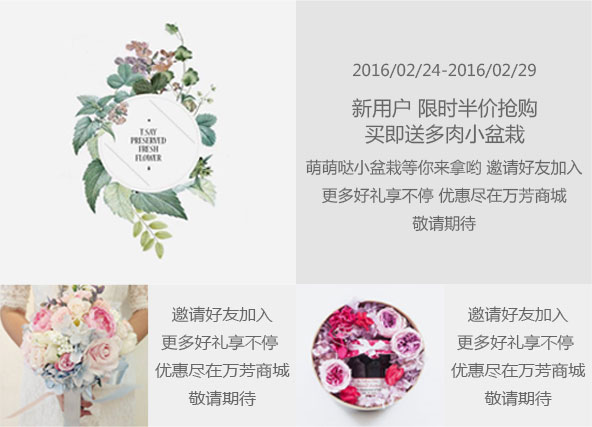 T.SAY
PRESERVED
FRESH
FLOWER
2016/02/24-2016/02/29
新用户 限时半价抢购
买即送多肉小盆栽
萌萌哒小盆栽等你来拿哟 邀请好友加入
更多好礼享不停 优惠尽在万芳商城
敬请期待
邀请好友加入
更多好礼享不停
优惠尽在万芳商城
敬请期待
邀请好友加入
更多好礼享不停
优惠尽在万芳商城
敬请期待